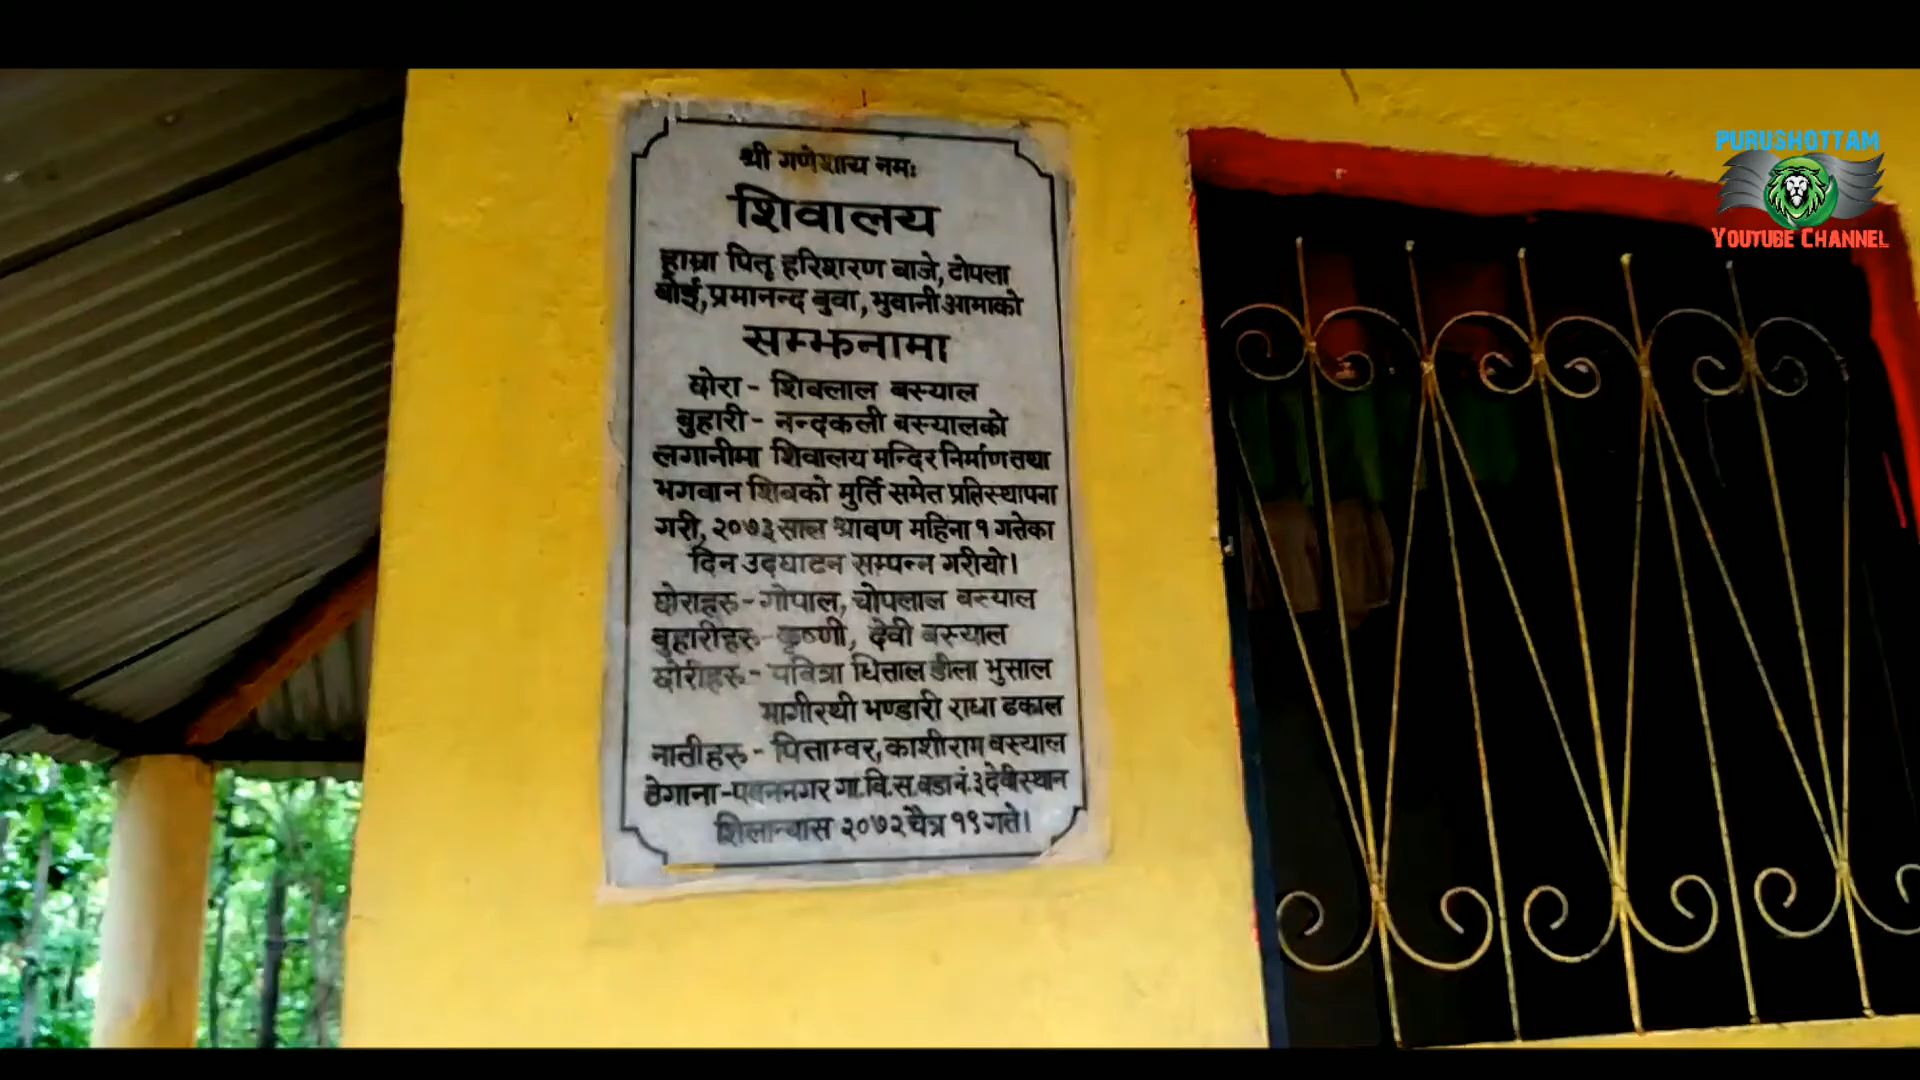 श्री गणेशाय नमः
शिवालय
हाम्रा पितृ हरिशरण बाजे, टोपला
बोई, प्रमानन्द बुवा, भुवानी आमाको
सम्झनामा
छोरा - शिवलाल बस्याल
बुहारी - नन्दकली बस्यालको
लगानीमा शिवालय मन्दिर निर्माण तथा
भगवान शिवको मुर्ति समेत प्रतिस्थापना
गरी, २०७३ साल श्रावण महिना १ गतेका
दिन उदघाटन सम्पन्न गरीयो।
छोराहरु - गोपाल, चोपलाल बस्याल
बुहारीहरु - कृष्णी, देवी बस्याल
छोरीहरु - पवित्रा धिताल डीला भुसाल
भागीरथी भण्डारी राधा ढकाल
नातीहरु - पिताम्वर, काशीराम बस्याल
ठेगाना - पवननगर गा.वि.स. वडा नं. ३ देवीस्थान
शिलान्यास २०७२ चैत्र १९ गते।
PURUSHOTTAM
YOUTUBE CHANNEL